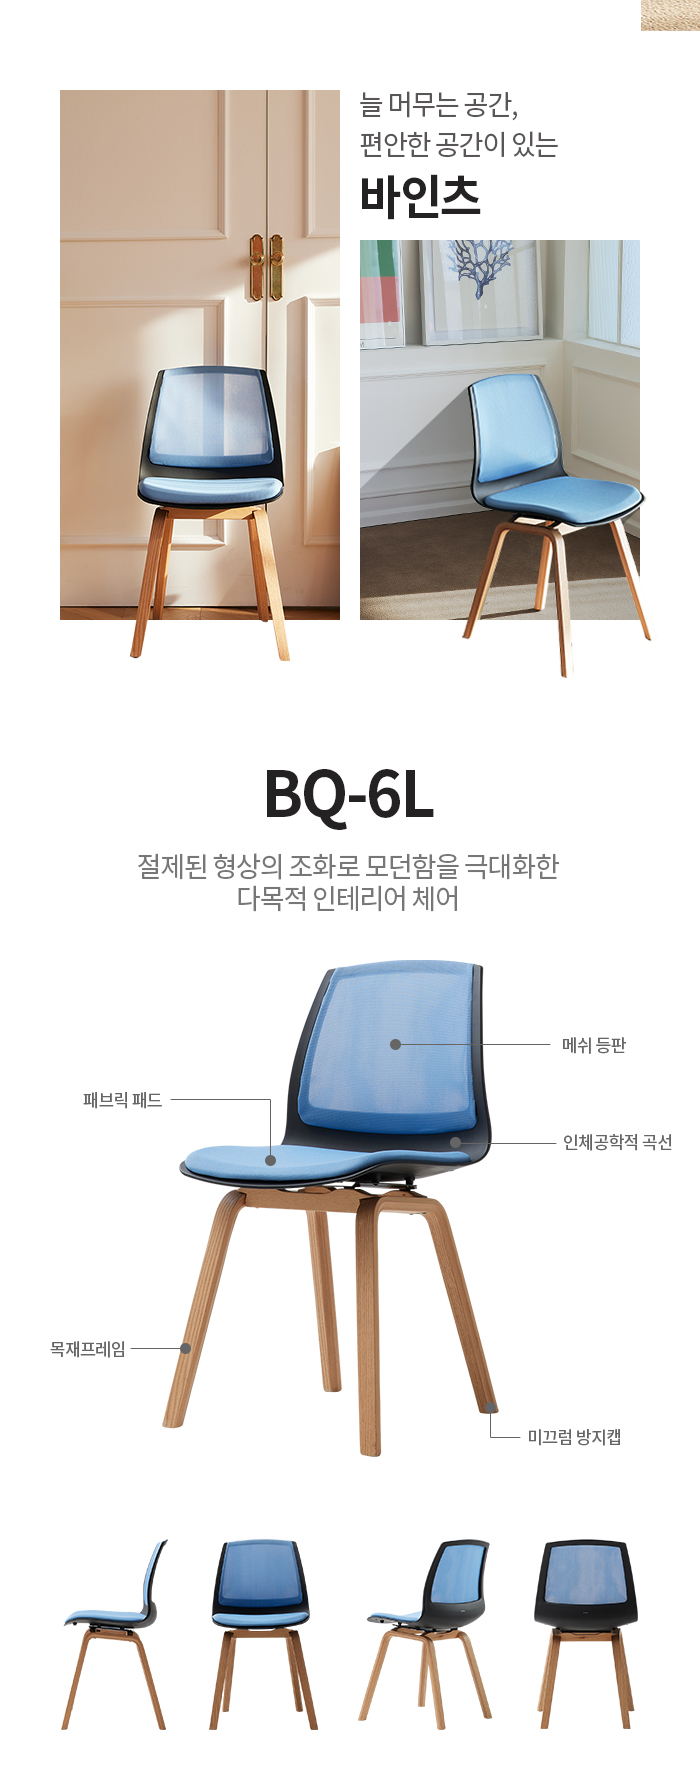 늘 머무는 공간,
편안한 공간이 있는
바인츠
BQ-6L
절제된 형상의 조화로 모던함을 극대화한
다목적 인테리어 체어
메쉬 등판
패브릭 패드
인체공학적 곡선
목재프레임
미끄럼 방지캡